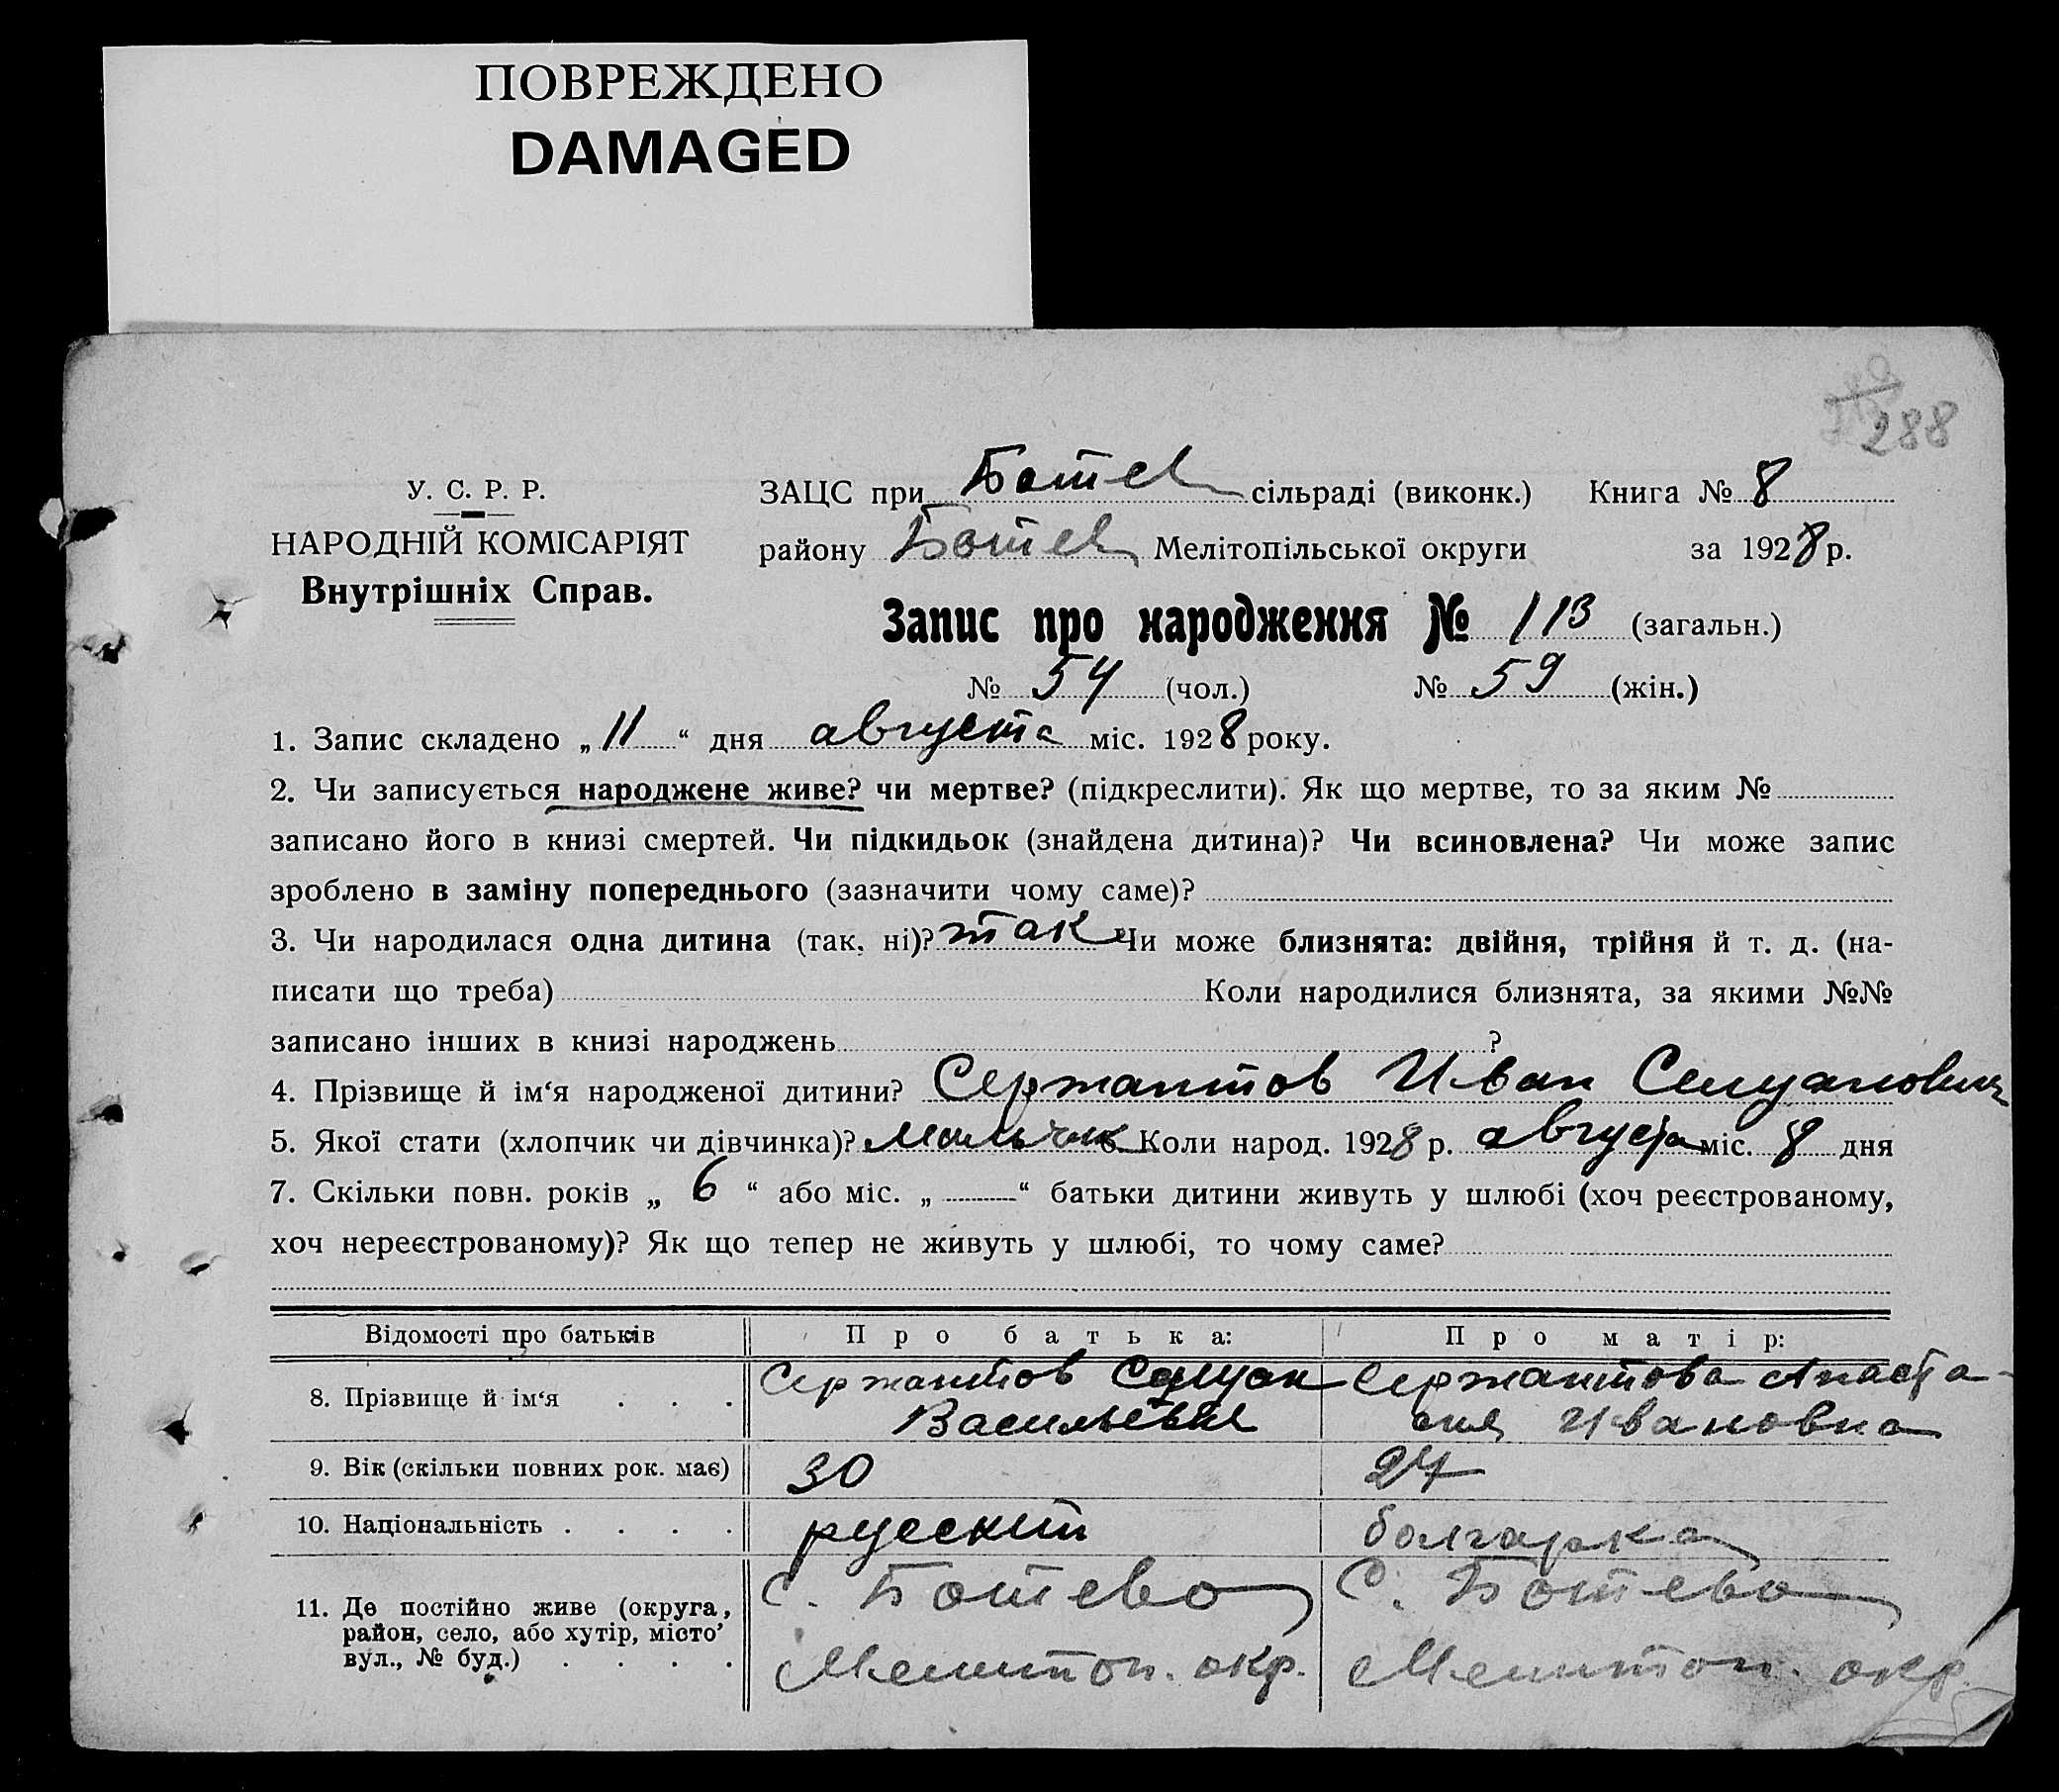 ПОВРЕЖДЕНО
DAMAGED
288
У. С. Р. Р.
НАРОДНІЙ КОМІСАРІЯТ
Внутрішніх Справ.
ЗАЦС при Ботев сільраді (виконк.) Книга № 8
району Ботев Мелітопільської округи за 1928 р.
Запис про народження № 113 (загальн.)
№ 54 (чол.) № 59 (жін.)
1. Запис складено „ 11 “ дня августа міс. 1928 року.
2. Чи записується народжене живе? чи мертве? (підкреслити). Як що мертве, то за яким №
записано його в книзі смертей. Чи підкидьок (знайдена дитина)? Чи всиновлена? Чи може запис
зроблено в заміну попереднього (зазначити чому саме)?
3. Чи народилася одна дитина (так, ні)? так Чи може близнята: двійня, трійня й т. д. (на-
писати що треба) Коли народилися близнята, за якими №№
записано інших в книзі народжень ?
4. Прізвище й ім‘я народженої дитини? Сержантов Иван Силуанович
5. Якої стати (хлопчик чи дівчинка)? Мальчик 6 Коли народ. 1928 р. августа міс. 8 дня
7. Скільки повн. років „ 6 “ або міс. „ — “ батьки дитини живуть у шлюбі (хоч реєстрованому,
хоч нереєстрованому)? Як що тепер не живуть у шлюбі, то чому саме?
Відомості про батьків Про батька: Про матір:
8. Прізвище й ім‘я . . . Сержантов Силуан Васильевич Сержантова Анаста-сия Ивановна
9. Вік (скільки повних рок. має) 30 27
10. Національність . . . . русский болгарка
11. Де постійно живе (округа, С. Ботево С. Ботево
район, село, або хутір, місто’
вул., № буд.) . . . . Мелитоп. окр. Мелитоп. окр.